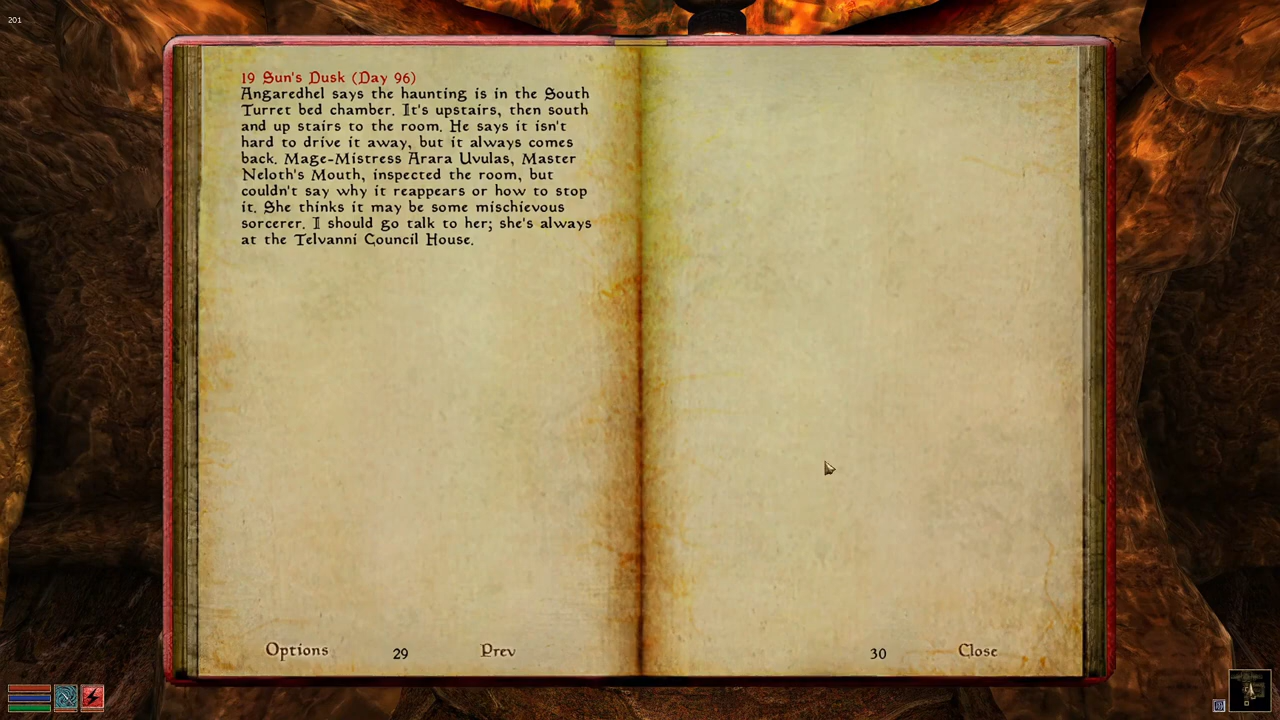 201
19 Sun's Dusk (Day 96)
Angaredhel says the haunting is in the South
Turret bed chamber. It's upstairs, then south
and up stairs to the room. He says it isn't
hard to drive it away, but it always comes
back. Mage-Mistress Arara Uvulas, Master
Neloth's Mouth, inspected the room, but
couldn't say why it reappears or how to stop
it. She thinks it may be some mischievous
sorcerer. I should go talk to her; she's always
at the Telvanni Council House.
Options 29 Prev 30 Close